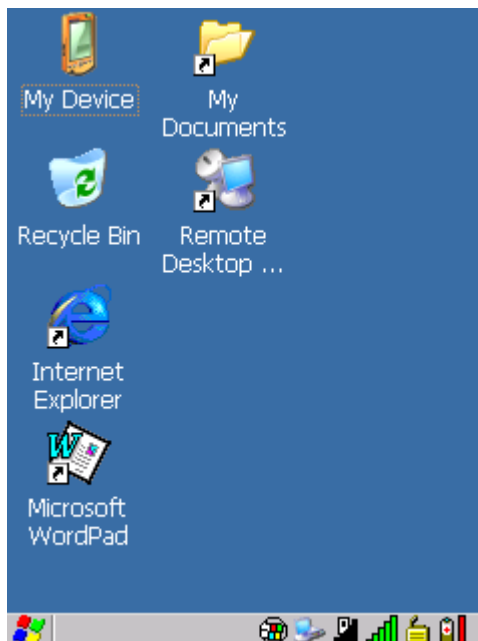 My Device
My
Documents
Recycle Bin
Remote
Desktop ...
Internet
Explorer
Microsoft
WordPad